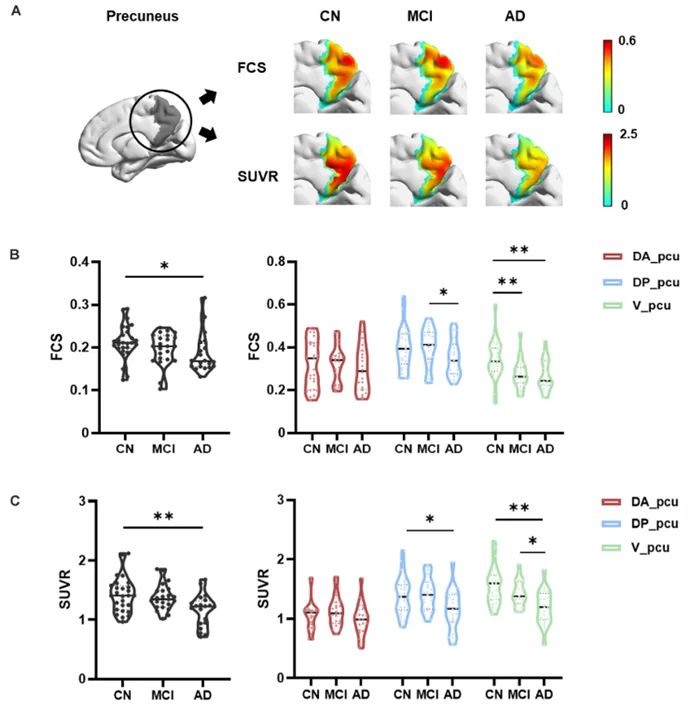 A
Precuneus
CN MCI AD
FCS
0.6
0
SUVR
2.5
0
B
FCS
0.4
0.3
0.2
0.1
0
*
CN MCI AD
FCS
0.8
0.6
0.4
0.2
0
*
**
**
CN MCI AD CN MCI AD CN MCI AD
DA_pcu
DP_pcu
V_pcu
C
SUVR
3
2
1
0
**
CN MCI AD
SUVR
3
2
1
0
*
**
*
CN MCI AD CN MCI AD CN MCI AD
DA_pcu
DP_pcu
V_pcu